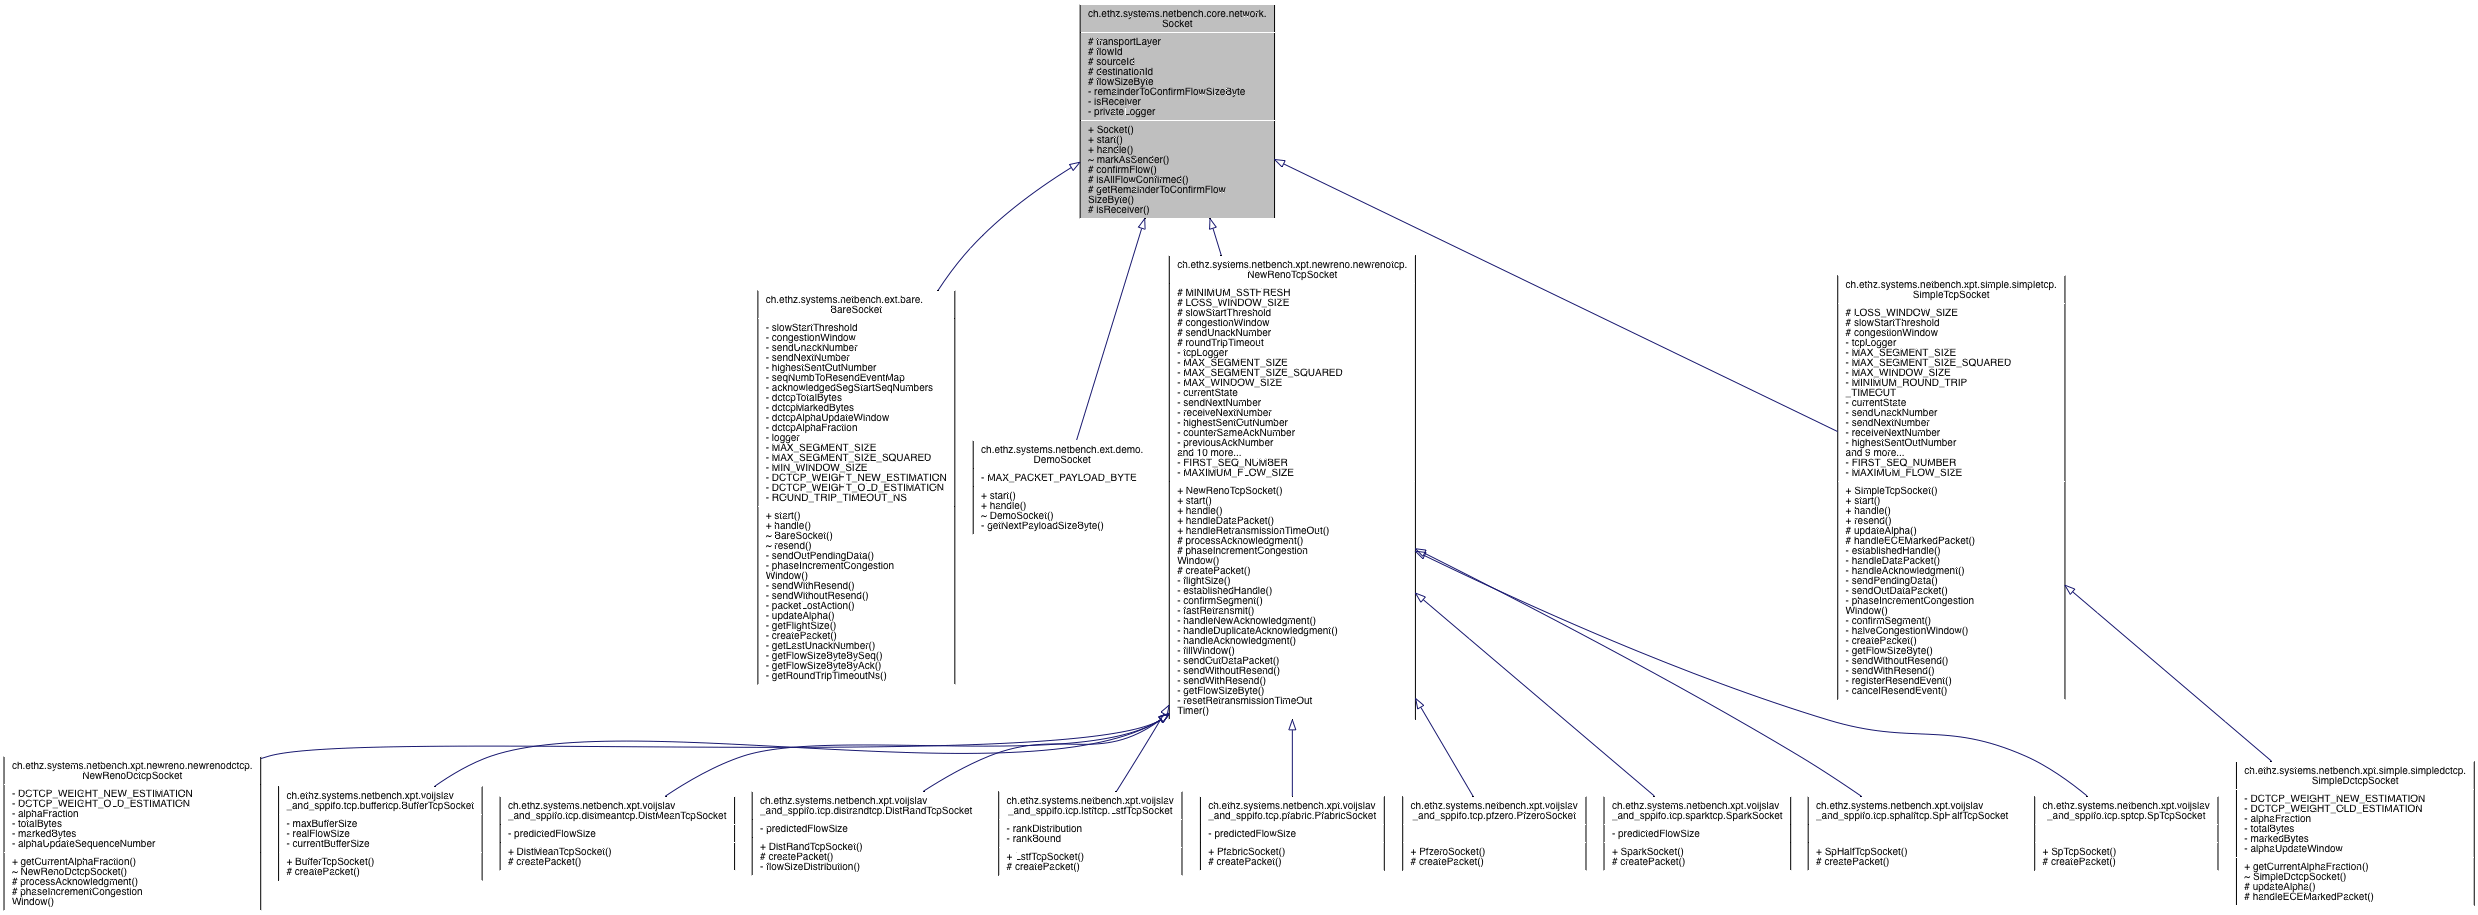 ch.ethz.systems.netbench.core.network.
Socket
# transportLayer
# flowId
# sourceId
# destinationId
# flowSizeByte
- remainderToConfirmFlowSizeByte
- isReceiver
- privateLogger
+ Socket()
+ start()
+ handle()
~ markAsSender()
# confirmFlow()
# isAllFlowConfirmed()
# getRemainderToConfirmFlow
SizeByte()
# isReceiver()
ch.ethz.systems.netbench.ext.bare.
BareSocket
- slowStartThreshold
- congestionWindow
- sendUnackNumber
- sendNextNumber
- highestSentOutNumber
- seqNumbToResendEventMap
- acknowledgedSegStartSeqNumbers
- dctcpTotalBytes
- dctcpMarkedBytes
- dctcpAlphaUpdateWindow
- dctcpAlphaFraction
- logger
- MAX_SEGMENT_SIZE
- MAX_SEGMENT_SIZE_SQUARED
- MIN_WINDOW_SIZE
- DCTCP_WEIGHT_NEW_ESTIMATION
- DCTCP_WEIGHT_OLD_ESTIMATION
- ROUND_TRIP_TIMEOUT_NS
+ start()
+ handle()
~ BareSocket()
~ resend()
- sendOutPendingData()
- phaseIncrementCongestion
Window()
- sendWithResend()
- sendWithoutResend()
- packetLostAction()
- updateAlpha()
- getFlightSize()
- createPacket()
- getLastUnackNumber()
- getFlowSizeByteBySeq()
- getFlowSizeByteByAck()
- getRoundTripTimeoutNs()
ch.ethz.systems.netbench.ext.demo.
DemoSocket
- MAX_PACKET_PAYLOAD_BYTE
+ start()
+ handle()
~ DemoSocket()
- getNextPayloadSizeByte()
ch.ethz.systems.netbench.xpt.newreno.newrenotcp.
NewRenoTcpSocket
# MINIMUM_SSTHRESH
# LOSS_WINDOW_SIZE
# slowStartThreshold
# congestionWindow
# sendUnackNumber
# roundTripTimeout
- tcpLogger
- MAX_SEGMENT_SIZE
- MAX_SEGMENT_SIZE_SQUARED
- MAX_WINDOW_SIZE
- currentState
- sendNextNumber
- receiveNextNumber
- highestSentOutNumber
- counterSameAckNumber
- previousAckNumber
and 10 more...
- FIRST_SEQ_NUMBER
- MAXIMUM_FLOW_SIZE
+ NewRenoTcpSocket()
+ start()
+ handle()
+ handleDataPacket()
+ handleRetransmissionTimeOut()
# processAcknowledgment()
# phaseIncrementCongestion
Window()
# createPacket()
- flightSize()
- establishedHandle()
- confirmSegment()
- fastRetransmit()
- handleNewAcknowledgment()
- handleDuplicateAcknowledgment()
- handleAcknowledgment()
- fillWindow()
- sendOutDataPacket()
- sendWithoutResend()
- sendWithResend()
- getFlowSizeByte()
- resetRetransmissionTimeOut
Timer()
ch.ethz.systems.netbench.xpt.simple.simpletcp.
SimpleTcpSocket
# LOSS_WINDOW_SIZE
# slowStartThreshold
# congestionWindow
- tcpLogger
- MAX_SEGMENT_SIZE
- MAX_SEGMENT_SIZE_SQUARED
- MAX_WINDOW_SIZE
- MINIMUM_ROUND_TRIP
_TIMEOUT
- currentState
- sendUnackNumber
- sendNextNumber
- receiveNextNumber
- highestSentOutNumber
and 9 more...
- FIRST_SEQ_NUMBER
- MAXIMUM_FLOW_SIZE
+ SimpleTcpSocket()
+ start()
+ handle()
+ resend()
# updateAlpha()
# handleECEMarkedPacket()
- establishedHandle()
- handleDataPacket()
- handleAcknowledgment()
- sendPendingData()
- sendOutDataPacket()
- phaseIncrementCongestion
Window()
- confirmSegment()
- halveCongestionWindow()
- createPacket()
- getFlowSizeByte()
- sendWithoutResend()
- sendWithResend()
- registerResendEvent()
- cancelResendEvent()
ch.ethz.systems.netbench.xpt.newreno.newrenodctcp.
NewRenoDctcpSocket
- DCTCP_WEIGHT_NEW_ESTIMATION
- DCTCP_WEIGHT_OLD_ESTIMATION
- alphaFraction
- totalBytes
- markedBytes
- alphaUpdateSequenceNumber
+ getCurrentAlphaFraction()
~ NewRenoDctcpSocket()
# processAcknowledgment()
# phaseIncrementCongestion
Window()
ch.ethz.systems.netbench.xpt.voijslav
_and_sppifo.tcp.buffertcp.BufferTcpSocket
- maxBufferSize
- realFlowSize
- currentBufferSize
+ BufferTcpSocket()
# createPacket()
ch.ethz.systems.netbench.xpt.voijslav
_and_sppifo.tcp.distmeantcp.DistMeanTcpSocket
- predictedFlowSize
+ DistMeanTcpSocket()
# createPacket()
ch.ethz.systems.netbench.xpt.voijslav
_and_sppifo.tcp.distrandtcp.DistRandTcpSocket
- predictedFlowSize
+ DistRandTcpSocket()
# createPacket()
- flowSizeDistribution()
ch.ethz.systems.netbench.xpt.voijslav
_and_sppifo.tcp.lstftcp.LstfTcpSocket
- rankDistribution
- rankBound
+ LstfTcpSocket()
# createPacket()
ch.ethz.systems.netbench.xpt.voijslav
_and_sppifo.tcp.pfabric.PfabricSocket
- predictedFlowSize
+ PfabricSocket()
# createPacket()
ch.ethz.systems.netbench.xpt.voijslav
_and_sppifo.tcp.pfzero.PfzeroSocket
+ PfzeroSocket()
# createPacket()
ch.ethz.systems.netbench.xpt.voijslav
_and_sppifo.tcp.sparktcp.SparkSocket
- predictedFlowSize
+ SparkSocket()
# createPacket()
ch.ethz.systems.netbench.xpt.voijslav
_and_sppifo.tcp.sphalftcp.SpHalfTcpSocket
+ SpHalfTcpSocket()
# createPacket()
ch.ethz.systems.netbench.xpt.voijslav
_and_sppifo.tcp.sptcp.SpTcpSocket
+ SpTcpSocket()
# createPacket()
ch.ethz.systems.netbench.xpt.simple.simpledctcp.
SimpleDctcpSocket
- DCTCP_WEIGHT_NEW_ESTIMATION
- DCTCP_WEIGHT_OLD_ESTIMATION
- alphaFraction
- totalBytes
- markedBytes
- alphaUpdateWindow
+ getCurrentAlphaFraction()
~ SimpleDctcpSocket()
# updateAlpha()
# handleECEMarkedPacket()